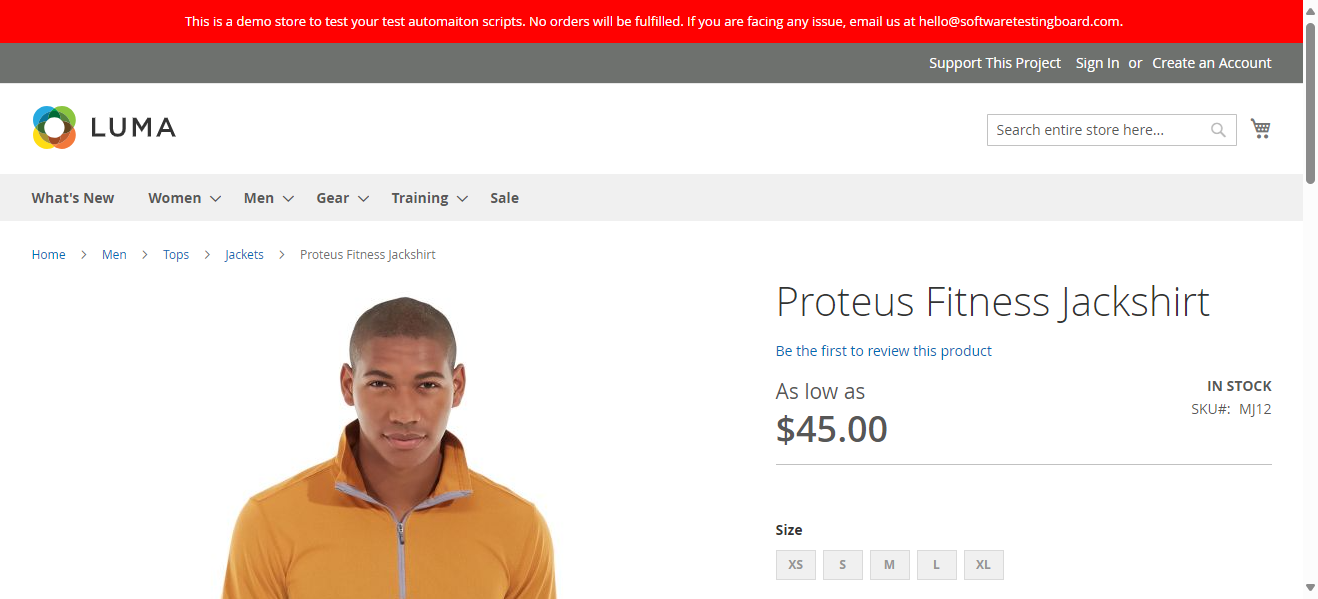 This is a demo store to test your test automaiton scripts. No orders will be fulfilled. If you are facing any issue, email us at hello@softwaretestingboard.com.
Support This Project Sign In or Create an Account
LUMA
Search entire store here...
What's New Women Men Gear Training Sale
Home > Men > Tops > Jackets > Proteus Fitness Jackshirt
Proteus Fitness Jackshirt
Be the first to review this product
As low as
$45.00
IN STOCK
SKU#: MJ12
Size
XS S M L XL